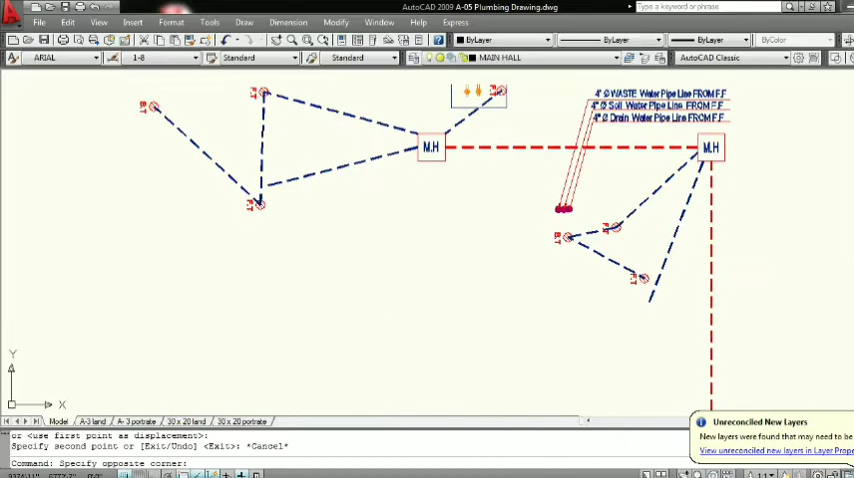 AutoCAD 2009 A-05 Plumbing Drawing.dwg
Type a keyword or phrase
File Edit View Insert Format Tools Draw Dimension Modify Window Help Express
ByLayer ByLayer ByLayer ByColor
ARIAL 1-8 Standard Standard MAIN HALL AutoCAD Classic
F.T
F.T
4" Ø WASTE Water Pipe Line FROM F.F
4" Ø Soil Water Pipe Line FROM F.F
4" Ø Drain Water Pipe Line FROM F.F
M.H
M.H
F.T
Y
X
Model A-3 land A- 3 portrate 30 x 20 land 30 x 20 portrate
or <use first point as displacement>:
Specify second point or [Exit/Undo] <Exit>: *Cancel*
Command: Specify opposite corner:
Unreconciled New Layers
New layers were found that may need to be
View unreconciled new layers in Layer Prope
1:1